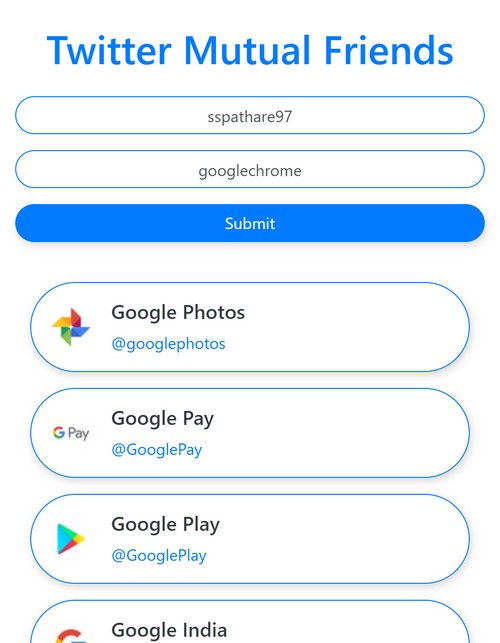 Twitter Mutual Friends
sspathare97
googlechrome
Submit
Google Photos
@googlephotos
G Pay
Google Pay
@GooglePay
Google Play
@GooglePlay
Google India